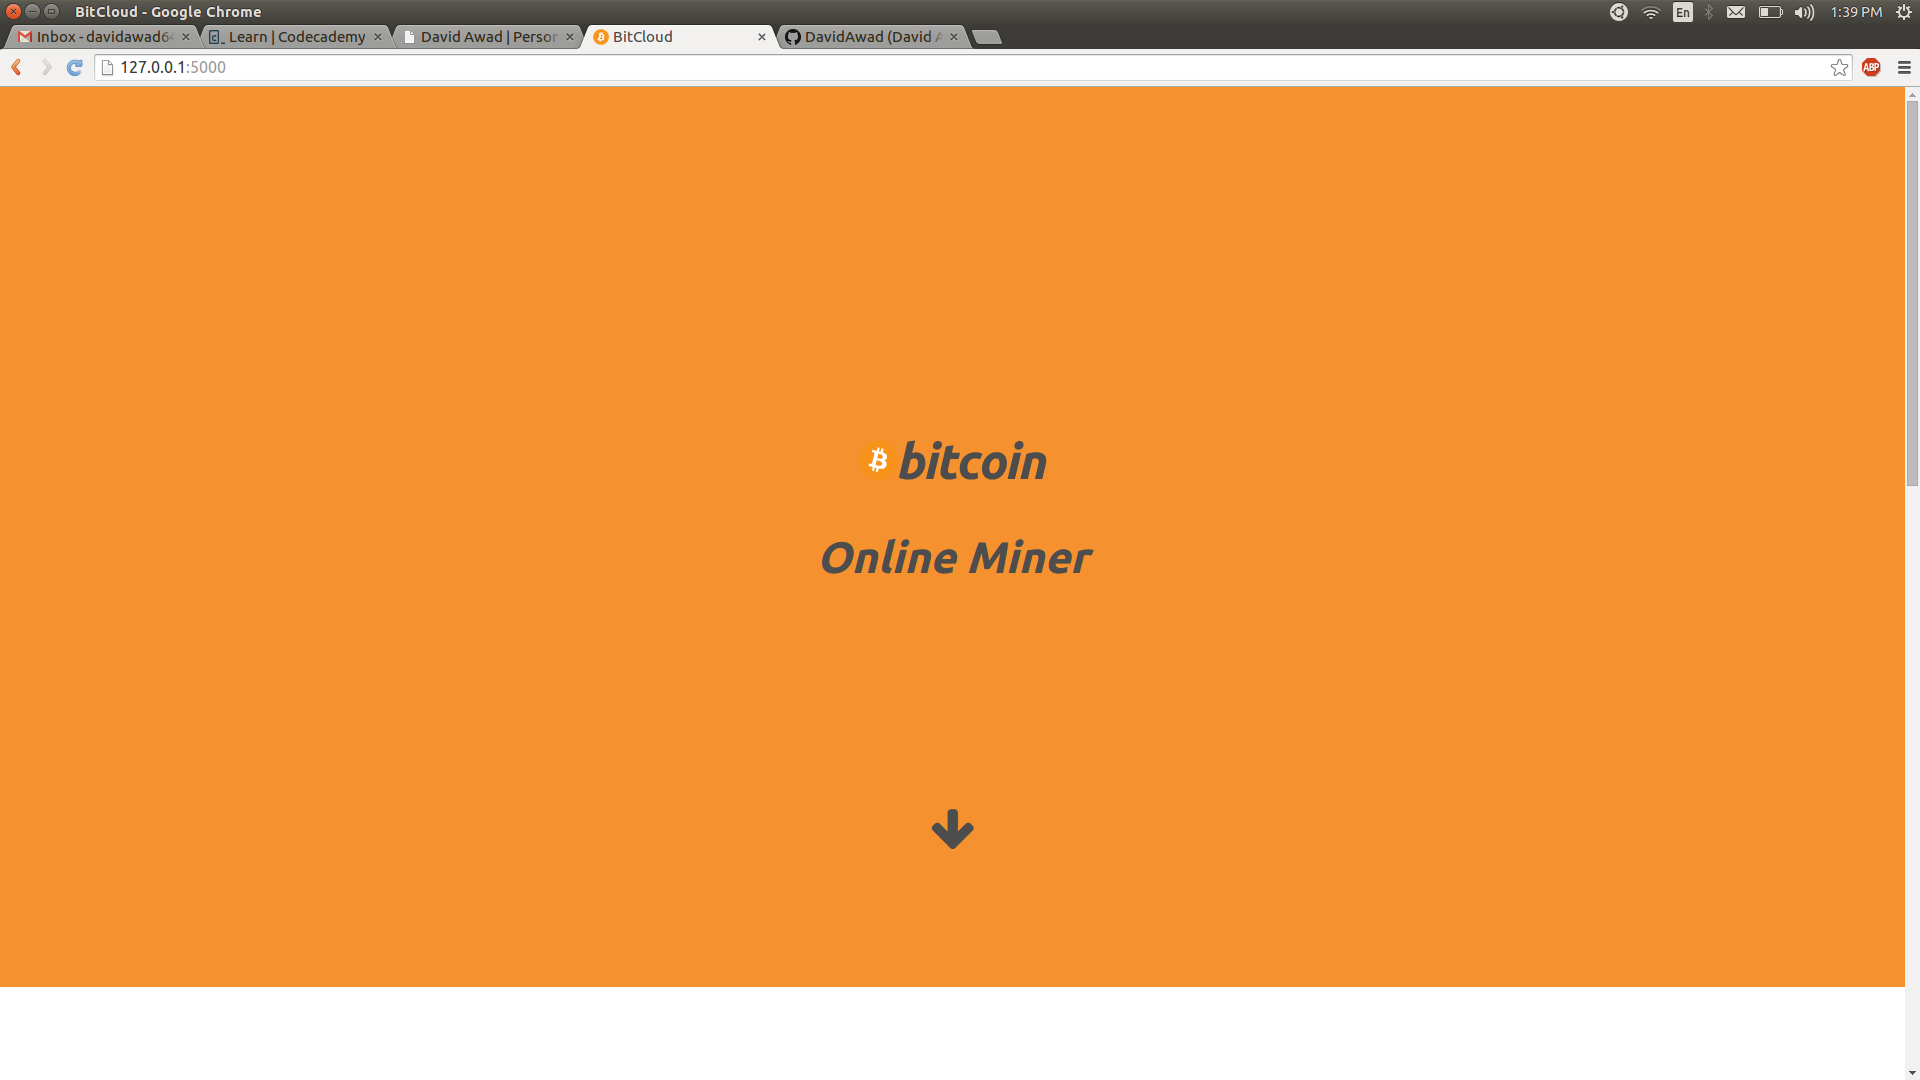 BitCloud - Google Chrome
En
1:39 PM
Inbox - davidawad64
Learn | Codecademy
David Awad | Person
BitCloud
DavidAwad (David A
127.0.0.1:5000
ABP
bitcoin
Online Miner